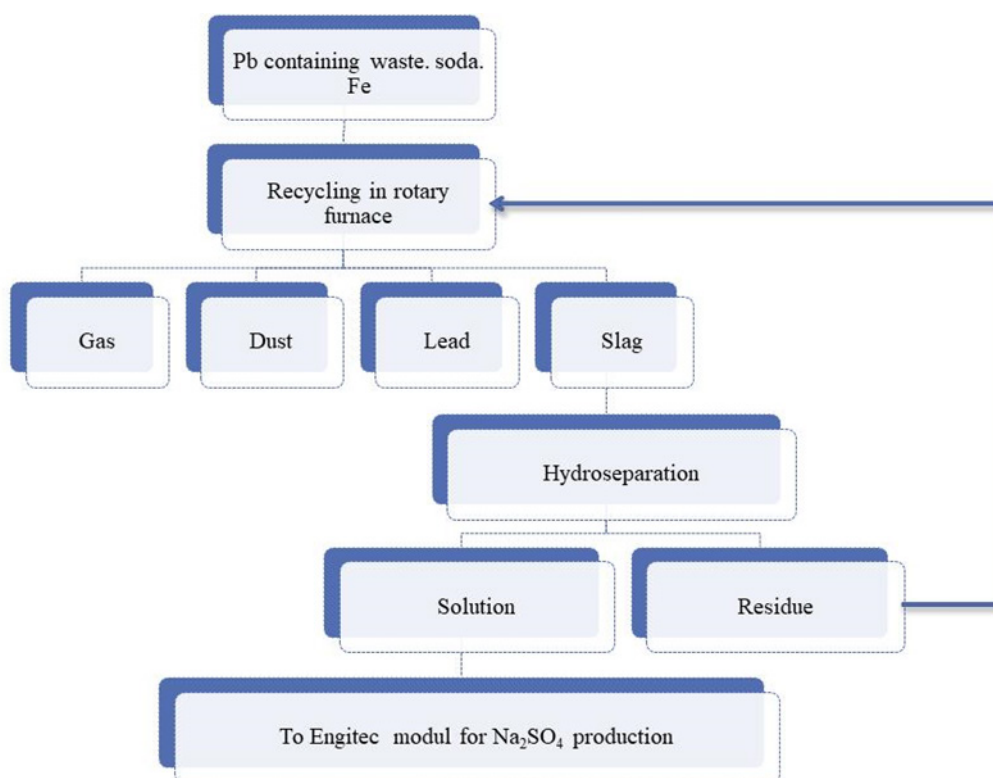 Pb containing waste. soda.
Fe
Recycling in rotary
furnace
Gas
Dust
Lead
Slag
Hydroseparation
Solution
Residue
To Engitec modul for Na₂SO₄ production